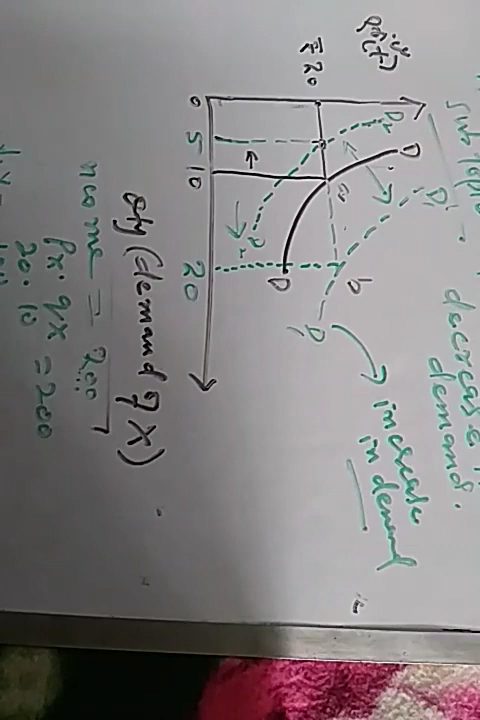 decrease
demand.
price (₹)
D₂
D
D₁
₹ 20
a
b
D₂
D
D₁
increase
in demand
0 5 10 20
Qty (demand of X)
income = 200
Px · qx = 200
20 · 10